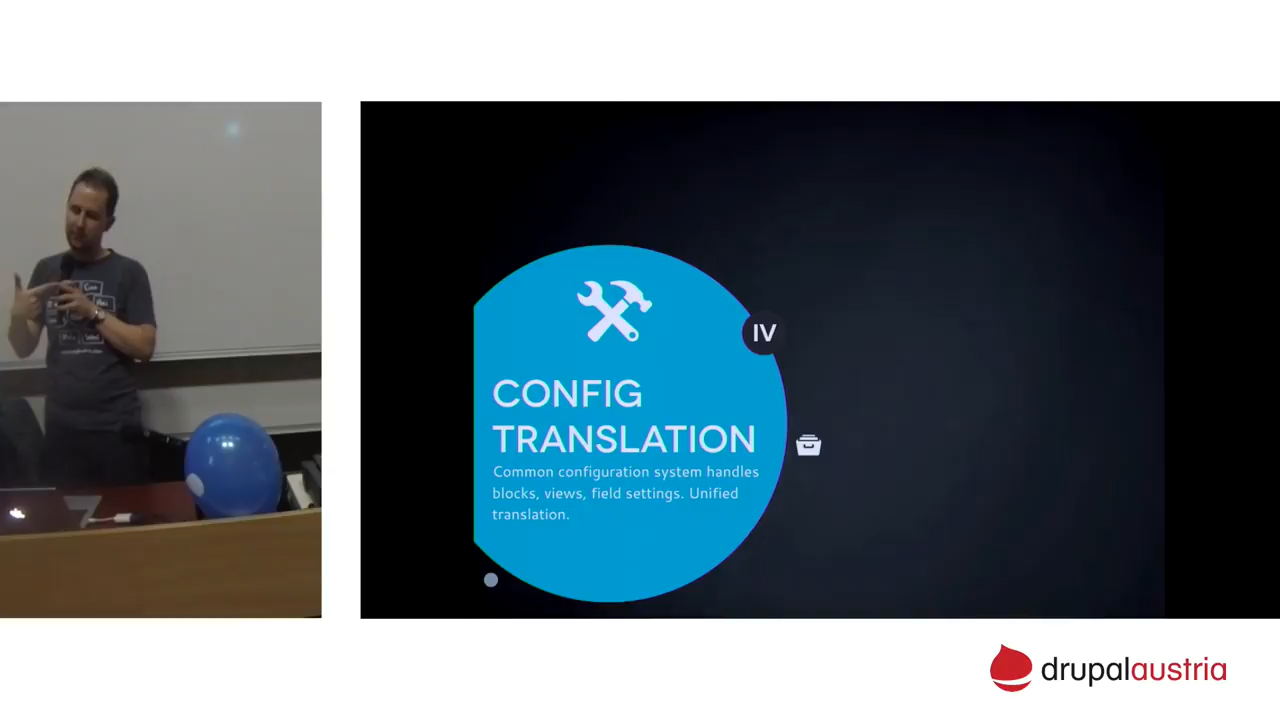 IV
CONFIG
TRANSLATION
Common configuration system handles
blocks, views, field settings. Unified
translation.
drupalaustria